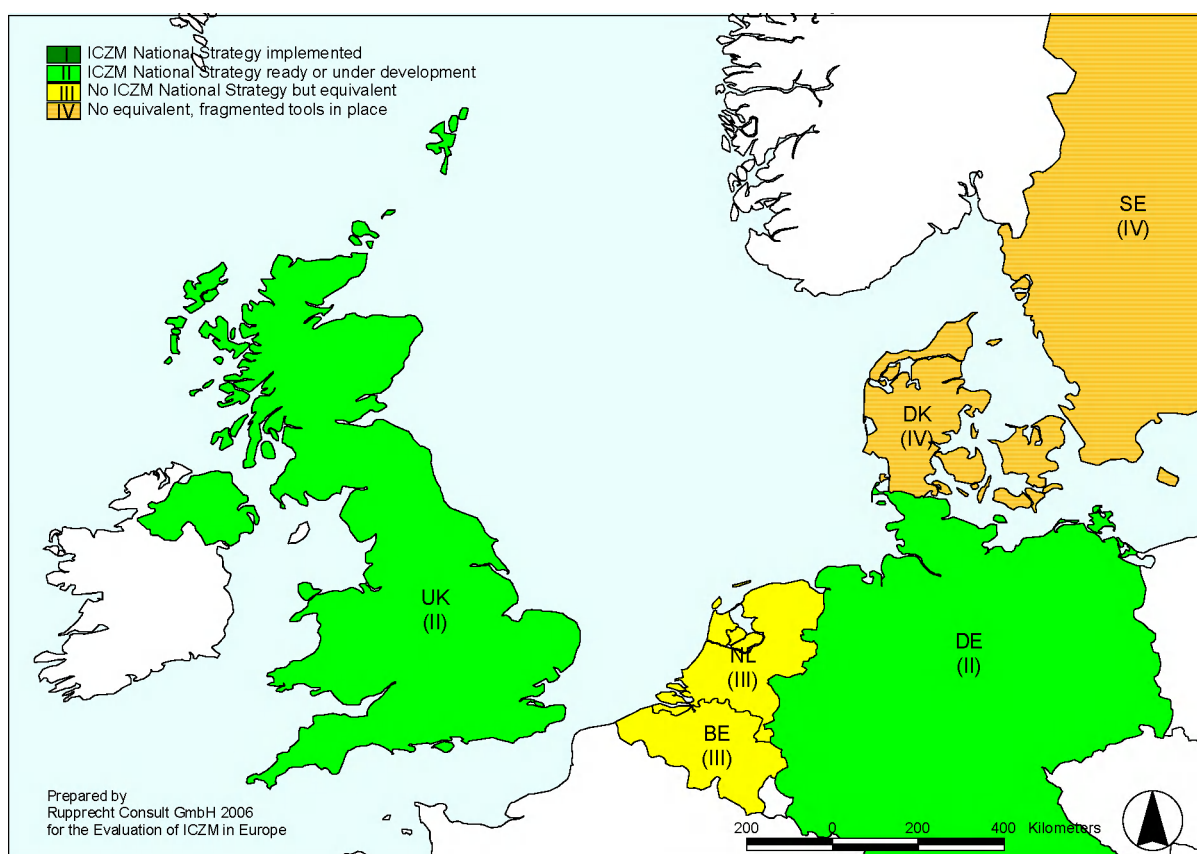 I ICZM National Strategy implemented
II ICZM National Strategy ready or under development
III No ICZM National Strategy but equivalent
IV No equivalent, fragmented tools in place
SE
(IV)
DK
(IV)
UK
(II)
DE
(II)
NL
(III)
BE
(III)
Prepared by
Rupprecht Consult GmbH 2006
for the Evaluation of ICZM in Europe
200 0 200 400 Kilometers